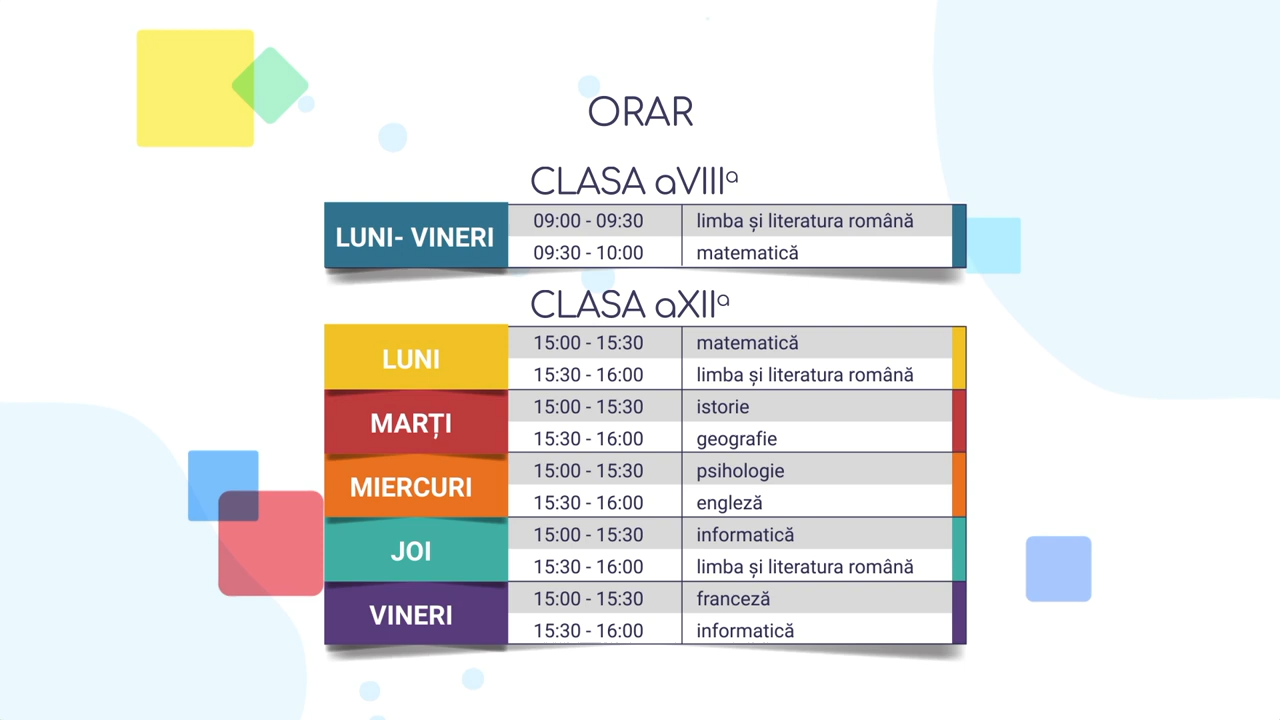 ORAR
CLASA aVIIIª
LUNI- VINERI
09:00 - 09:30 limba și literatura română
09:30 - 10:00 matematică
CLASA aXIIª
LUNI
15:00 - 15:30 matematică
15:30 - 16:00 limba și literatura română
MARȚI
15:00 - 15:30 istorie
15:30 - 16:00 geografie
MIERCURI
15:00 - 15:30 psihologie
15:30 - 16:00 engleză
JOI
15:00 - 15:30 informatică
15:30 - 16:00 limba și literatura română
VINERI
15:00 - 15:30 franceză
15:30 - 16:00 informatică